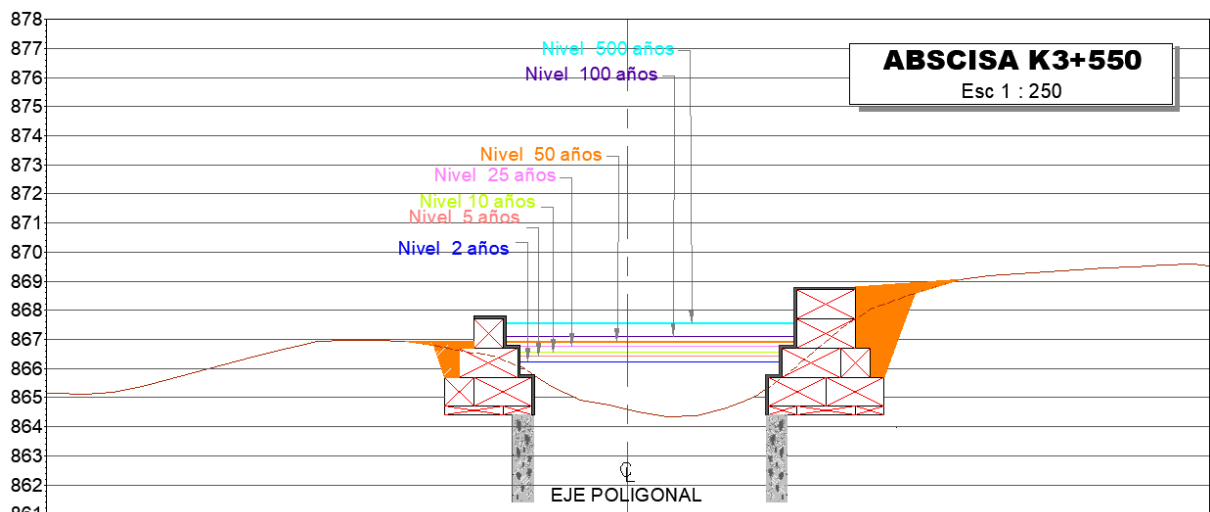 878
877
876
875
874
873
872
871
870
869
868
867
866
865
864
863
862
861
Nivel 500 años
Nivel 100 años
Nivel 50 años
Nivel 25 años
Nivel 10 años
Nivel 5 años
Nivel 2 años
ABSCISA K3+550
Esc 1 : 250
EJE POLIGONAL